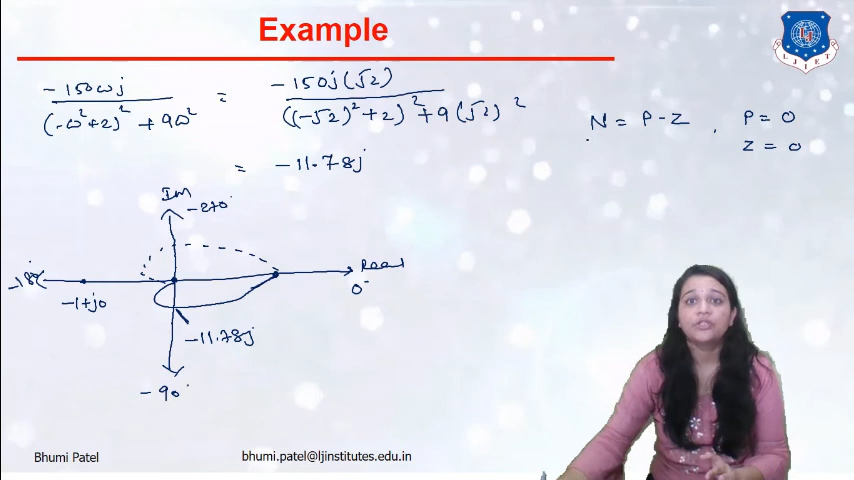 Example
LJIET
-150ωj / (-ω²+2)² + 9ω² = -150j(√2) / ((-√2)²+2)² + 9(√2)²
N = P - Z , P = 0
Z = 0
= -11.78j
Im
-270°
-180°
Real
0°
-1+j0
-11.78j
-90°
Bhumi Patel
bhumi.patel@ljinstitutes.edu.in